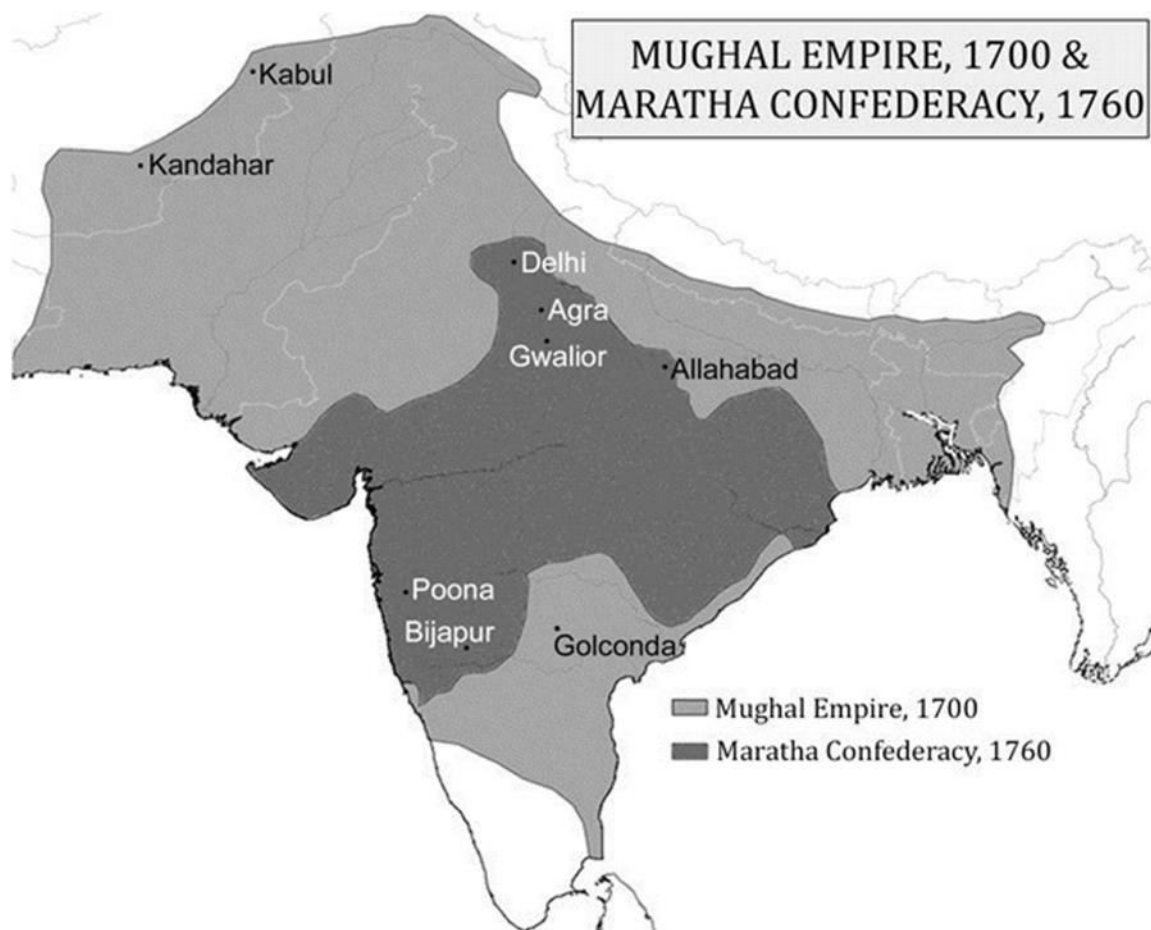 MUGHAL EMPIRE, 1700 &
MARATHA CONFEDERACY, 1760
Kabul
Kandahar
Delhi
Agra
Gwalior
Allahabad
Poona
Bijapur
Golconda
Mughal Empire, 1700
Maratha Confederacy, 1760